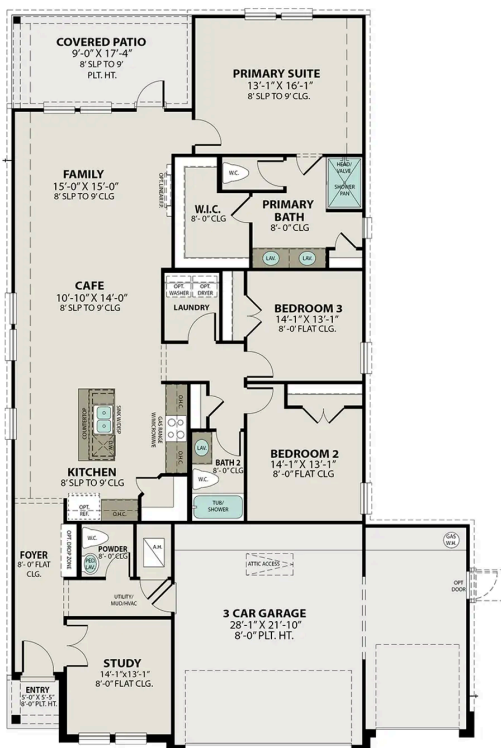 COVERED PATIO
9'-0" X 17'-4"
8' SLP TO 9'
PLT. HT.
PRIMARY SUITE
13'-1" X 16'-1"
8' SLP TO 9' CLG.
FAMILY
15'-0" X 15'-0"
8' SLP TO 9' CLG
W.C.
HEAD/
VALVE
SHOWER
PAN
W.I.C.
8'- 0" CLG
PRIMARY
BATH
8'- 0" CLG
LAV.
LAV.
CAFE
10'-10" X 14'-0"
8' SLP TO 9' CLG
OPT.
WASHER
OPT.
DRYER
LAUNDRY
BEDROOM 3
14'-1" X 13'-1"
8'-0' FLAT CLG.
SINK W/DISP
D.W.
O.H.C.
GAS RANGE
W/MICROWAVE
O.H.C.
KITCHEN
8' SLP TO 9' CLG
LAV.
BATH 2
8'- 0" CLG
W.C.
TUB/
SHOWER
BEDROOM 2
14'-1" X 13'-1"
8'-0" FLAT CLG
OPT.
REF.
O.H.C.
FOYER
8'- 0" FLAT
CLG.
OPT DROP ZONE
W.C.
POWDER
8'- 0" CLG
PED
LAV.
A.H.
UTILITY/
MUD/HVAC
ATTIC ACCESS
GAS
W.H.
OPT
DOOR
3 CAR GARAGE
28'-1" X 21'-10"
8'-0" PLT. HT.
STUDY
14'-1"x13'-1"
8'-0" FLAT CLG.
ENTRY
5'-0" X 5'-5"
8'-0" PLT. HT.